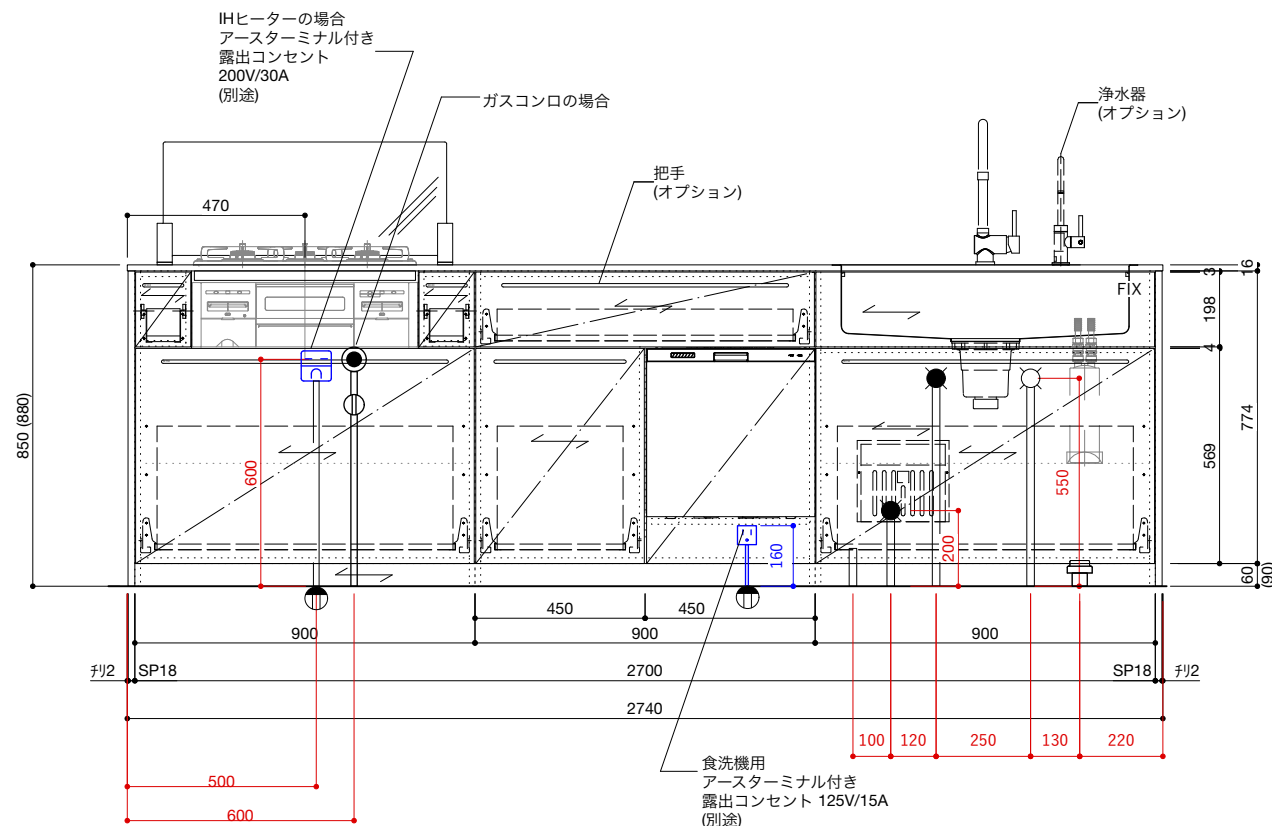 IHヒーターの場合
アースターミナル付き
露出コンセント
200V/30A
(別途)
ガスコンロの場合
浄水器
(オプション)
把手
(オプション)
470
FIX
6
3
1
198
4
850 (880)
774
569
600
550
200
160
60
(90)
450
450
900
900
900
チリ2
SP18
2700
SP18
チリ2
2740
100
120
250
130
220
500
600
食洗機用
アースターミナル付き
露出コンセント 125V/15A
(別途)